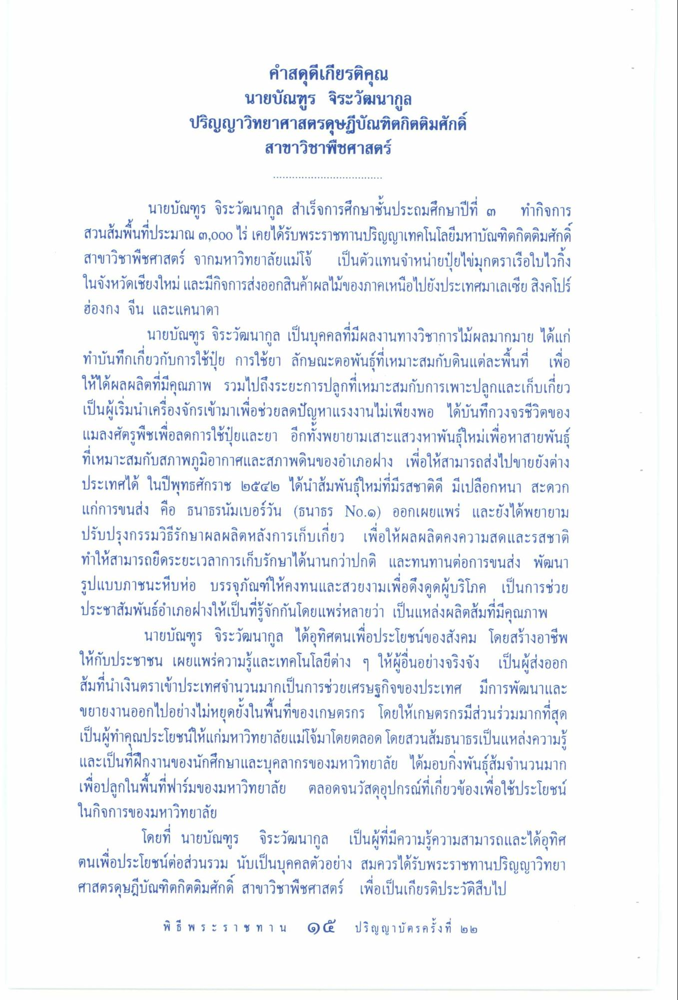 คำสดุดีเกียรติคุณ
นายบัณฑูร จิระวัฒนากูล
ปริญญาวิทยาศาสตรดุษฎีบัณฑิตกิตติมศักดิ์
สาขาวิชาพืชศาสตร์
..................................
นายบัณฑูร จิระวัฒนากูล สำเร็จการศึกษาชั้นประถมศึกษาปีที่ ๓ ทำกิจการ
สวนส้มพื้นที่ประมาณ ๓,๐๐๐ ไร่ เคยได้รับพระราชทานปริญญาเทคโนโลยีมหาบัณฑิตกิตติมศักดิ์
สาขาวิชาพืชศาสตร์ จากมหาวิทยาลัยแม่โจ้ เป็นตัวแทนจำหน่ายปุ๋ยไข่มุกตราเรือใบไวกิ้ง
ในจังหวัดเชียงใหม่ และมีกิจการส่งออกสินค้าผลไม้ของภาคเหนือไปยังประเทศมาเลเซีย สิงคโปร์
ฮ่องกง จีน และแคนาดา
นายบัณฑูร จิระวัฒนากูล เป็นบุคคลที่มีผลงานทางวิชาการไม้ผลมากมาย ได้แก่
ทำบันทึกเกี่ยวกับการใช้ปุ๋ย การใช้ยา ลักษณะตอพันธุ์ที่เหมาะสมกับดินแต่ละพื้นที่ เพื่อ
ให้ได้ผลผลิตที่มีคุณภาพ รวมไปถึงระยะการปลูกที่เหมาะสมกับการเพาะปลูกและเก็บเกี่ยว
เป็นผู้เริ่มนำเครื่องจักรเข้ามาเพื่อช่วยลดปัญหาแรงงานไม่เพียงพอ ได้บันทึกวงจรชีวิตของ
แมลงศัตรูพืชเพื่อลดการใช้ปุ๋ยและยา อีกทั้งพยายามเสาะแสวงหาพันธุ์ใหม่เพื่อหาสายพันธุ์
ที่เหมาะสมกับสภาพภูมิอากาศและสภาพดินของอำเภอฝาง เพื่อให้สามารถส่งไปขายยังต่าง
ประเทศได้ ในปีพุทธศักราช ๒๕๔๒ ได้นำส้มพันธุ์ใหม่ที่มีรสชาติดี มีเปลือกหนา สะดวก
แก่การขนส่ง คือ ธนาธรนัมเบอร์วัน (ธนาธร No.๑) ออกเผยแพร่ และยังได้พยายาม
ปรับปรุงกรรมวิธีรักษาผลผลิตหลังการเก็บเกี่ยว เพื่อให้ผลผลิตคงความสดและรสชาติ
ทำให้สามารถยืดระยะเวลาการเก็บรักษาได้นานกว่าปกติ และทนทานต่อการขนส่ง พัฒนา
รูปแบบภาชนะหีบห่อ บรรจุภัณฑ์ให้คงทนและสวยงามเพื่อดึงดูดผู้บริโภค เป็นการช่วย
ประชาสัมพันธ์อำเภอฝางให้เป็นที่รู้จักกันโดยแพร่หลายว่า เป็นแหล่งผลิตส้มที่มีคุณภาพ
นายบัณฑูร จิระวัฒนากูล ได้อุทิศตนเพื่อประโยชน์ของสังคม โดยสร้างอาชีพ
ให้กับประชาชน เผยแพร่ความรู้และเทคโนโลยีต่าง ๆ ให้ผู้อื่นอย่างจริงจัง เป็นผู้ส่งออก
ส้มที่นำเงินตราเข้าประเทศจำนวนมากเป็นการช่วยเศรษฐกิจของประเทศ มีการพัฒนาและ
ขยายงานออกไปอย่างไม่หยุดยั้งในพื้นที่ของเกษตรกร โดยให้เกษตรกรมีส่วนร่วมมากที่สุด
เป็นผู้ทำคุณประโยชน์ให้แก่มหาวิทยาลัยแม่โจ้มาโดยตลอด โดยสวนส้มธนาธรเป็นแหล่งความรู้
และเป็นที่ฝึกงานของนักศึกษาและบุคลากรของมหาวิทยาลัย ได้มอบกิ่งพันธุ์ส้มจำนวนมาก
เพื่อปลูกในพื้นที่ฟาร์มของมหาวิทยาลัย ตลอดจนวัสดุอุปกรณ์ที่เกี่ยวข้องเพื่อใช้ประโยชน์
ในกิจการของมหาวิทยาลัย
โดยที่ นายบัณฑูร จิระวัฒนากูล เป็นผู้ที่มีความรู้ความสามารถและได้อุทิศ
ตนเพื่อประโยชน์ต่อส่วนรวม นับเป็นบุคคลตัวอย่าง สมควรได้รับพระราชทานปริญญาวิทยา
ศาสตรดุษฎีบัณฑิตกิตติมศักดิ์ สาขาวิชาพืชศาสตร์ เพื่อเป็นเกียรติประวัติสืบไป
พิธีพระราชทาน ๑๕ ปริญญาบัตรครั้งที่ ๒๒